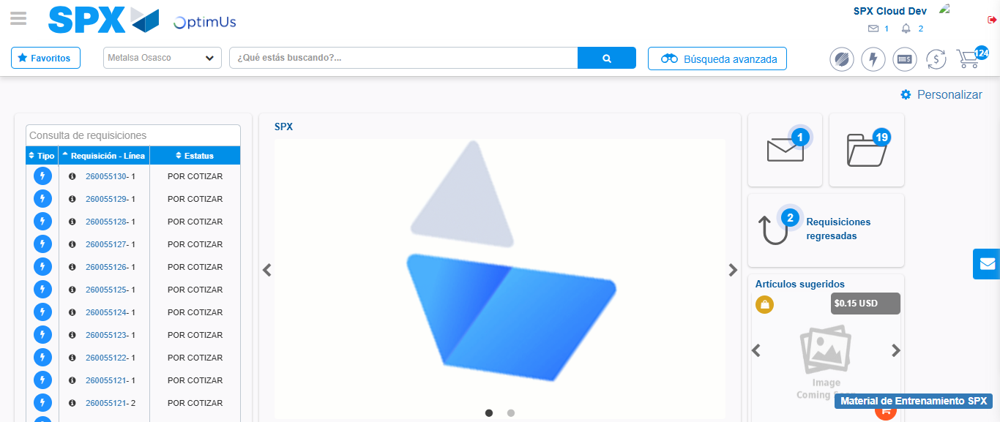 SPX
OptimUs
SPX Cloud Dev
1
2
Favoritos
Metalsa Osasco
¿Qué estás buscando?...
Búsqueda avanzada
$
$
124
Personalizar
Consulta de requisiciones
Tipo
Requisición - Línea
Estatus
260055130- 1
POR COTIZAR
260055129- 1
POR COTIZAR
260055128- 1
POR COTIZAR
260055127- 1
POR COTIZAR
260055126- 1
POR COTIZAR
260055125- 1
POR COTIZAR
260055124- 1
POR COTIZAR
260055123- 1
POR COTIZAR
260055122- 1
POR COTIZAR
260055121- 1
POR COTIZAR
260055121- 2
POR COTIZAR
SPX
1
19
2
Requisiciones
regresadas
Artículos sugeridos
$0.15 USD
Image
Coming
Material de Entrenamiento SPX